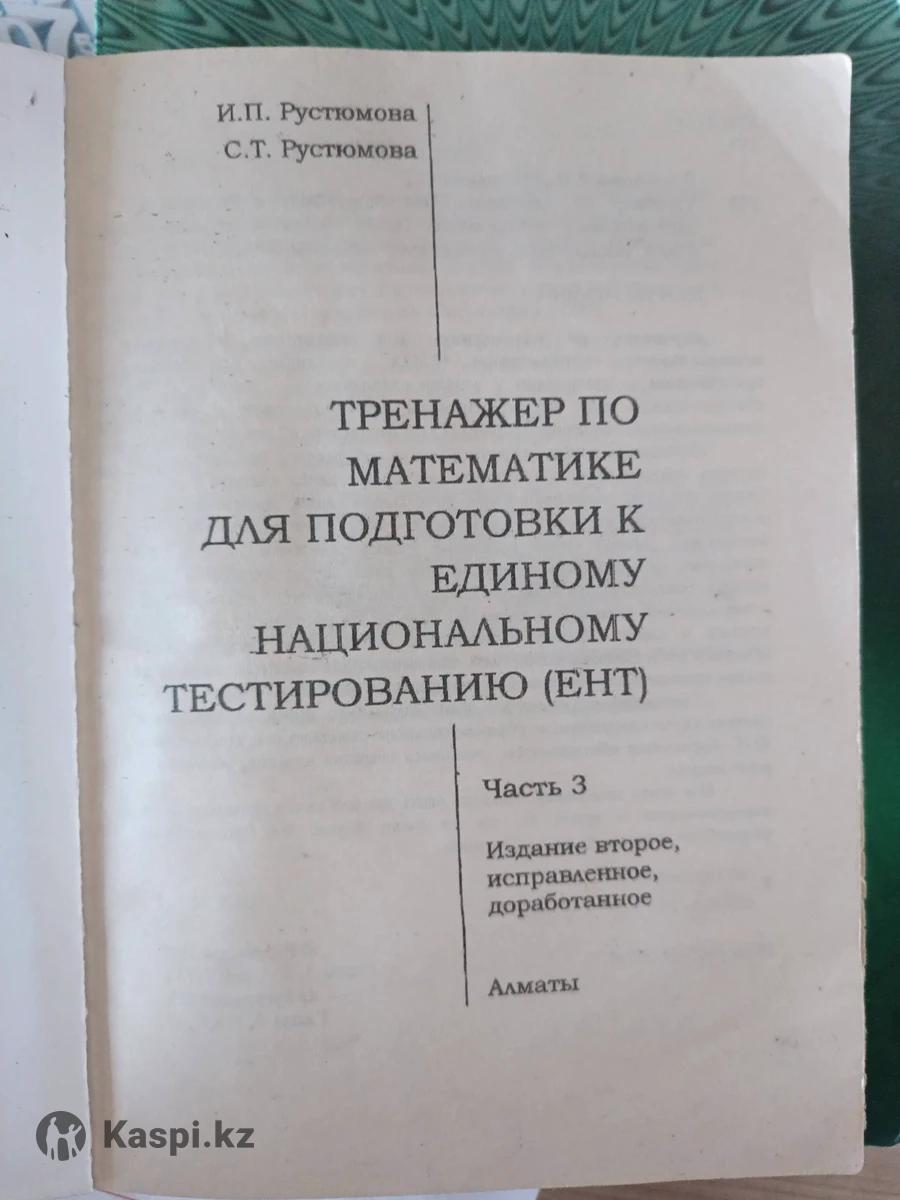 И.П. Рустюмова
С.Т. Рустюмова
ТРЕНАЖЕР ПО
МАТЕМАТИКЕ
ДЛЯ ПОДГОТОВКИ К
ЕДИНОМУ
НАЦИОНАЛЬНОМУ
ТЕСТИРОВАНИЮ (ЕНТ)
Часть 3
Издание второе,
исправленное,
доработанное
Алматы
Kaspi.kz